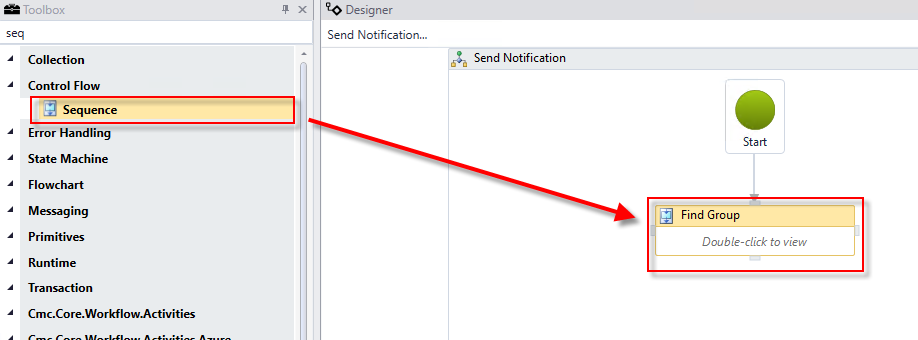 Toolbox
seq
Collection
Control Flow
Sequence
Error Handling
State Machine
Flowchart
Messaging
Primitives
Runtime
Transaction
Cmc.Core.Workflow.Activities
Cmc.Core.Workflow.Activities.Azure
Designer
Send Notification...
Send Notification
Start
Find Group
Double-click to view